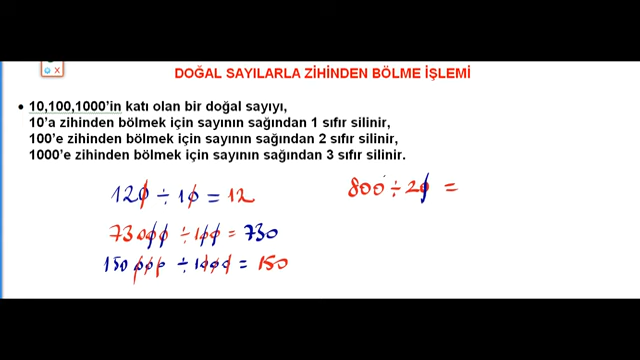 DOĞAL SAYILARLA ZİHİNDEN BÖLME İŞLEMİ
• 10,100,1000'in katı olan bir doğal sayıyı,
10'a zihinden bölmek için sayının sağından 1 sıfır silinir,
100'e zihinden bölmek için sayının sağından 2 sıfır silinir,
1000'e zihinden bölmek için sayının sağından 3 sıfır silinir.
120 ÷ 10 = 12
73000 ÷ 100 = 730
150000 ÷ 1000 = 150
800 ÷ 20 =